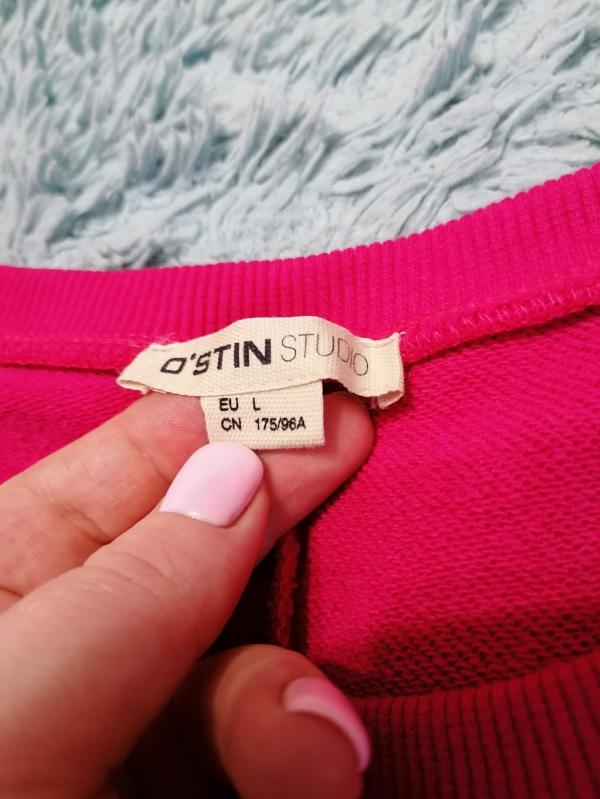 O'STIN STUDIO
EU L
CN 175/96A